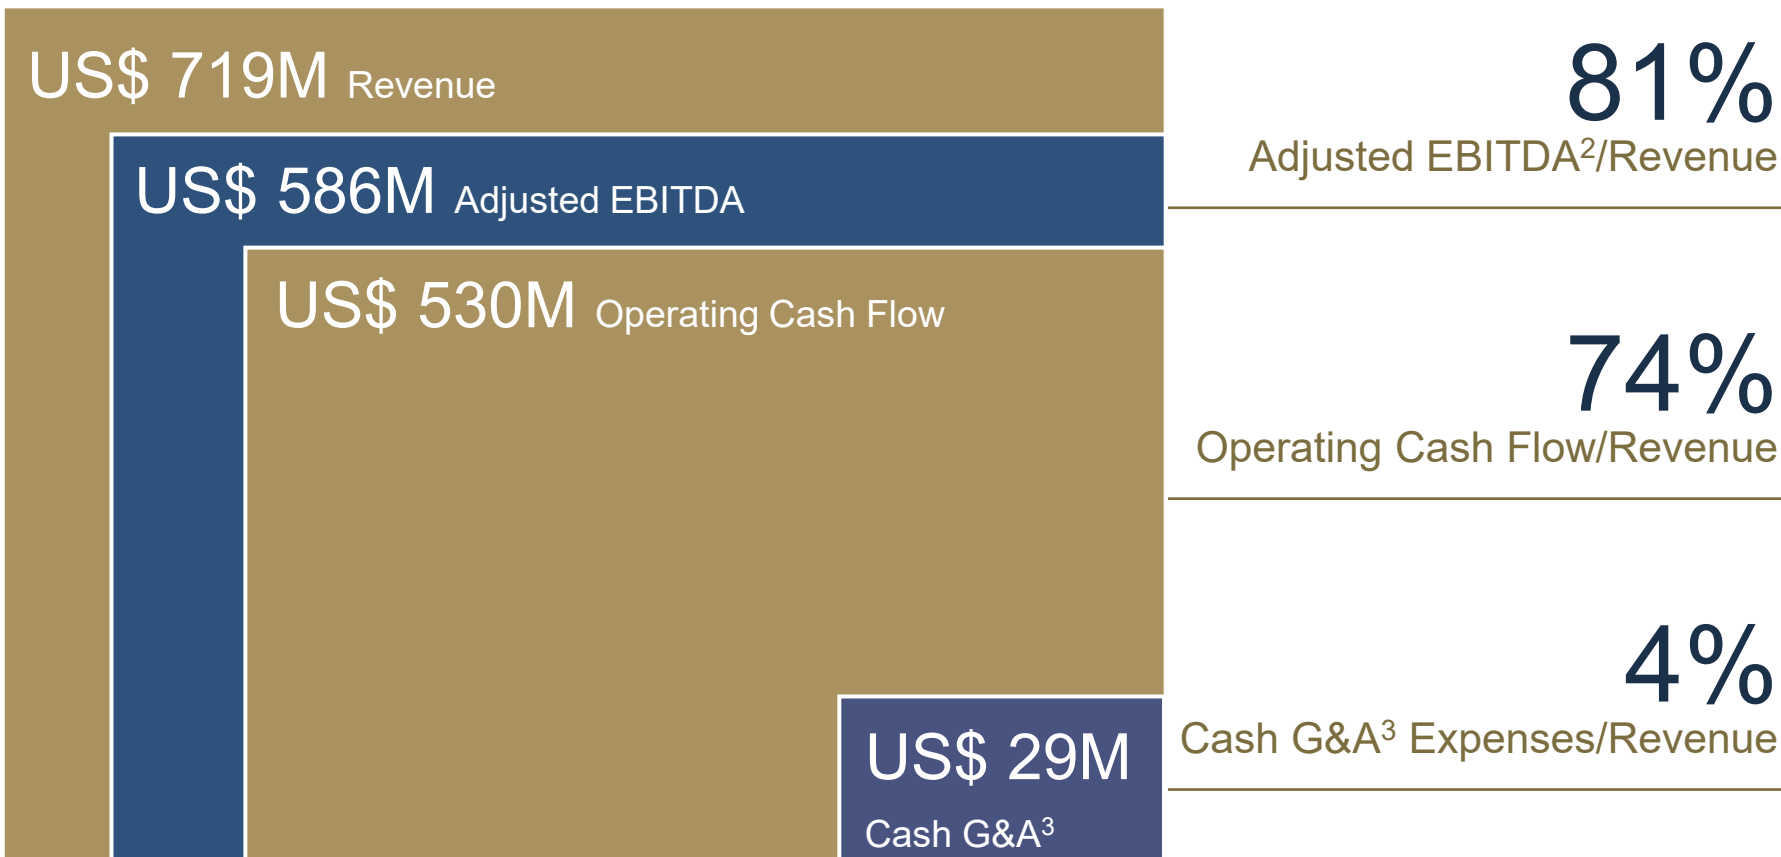 US$ 719M Revenue
US$ 586M Adjusted EBITDA
US$ 530M Operating Cash Flow
US$ 29M
Cash G&A³
81%
Adjusted EBITDA²/Revenue
74%
Operating Cash Flow/Revenue
4%
Cash G&A³ Expenses/Revenue